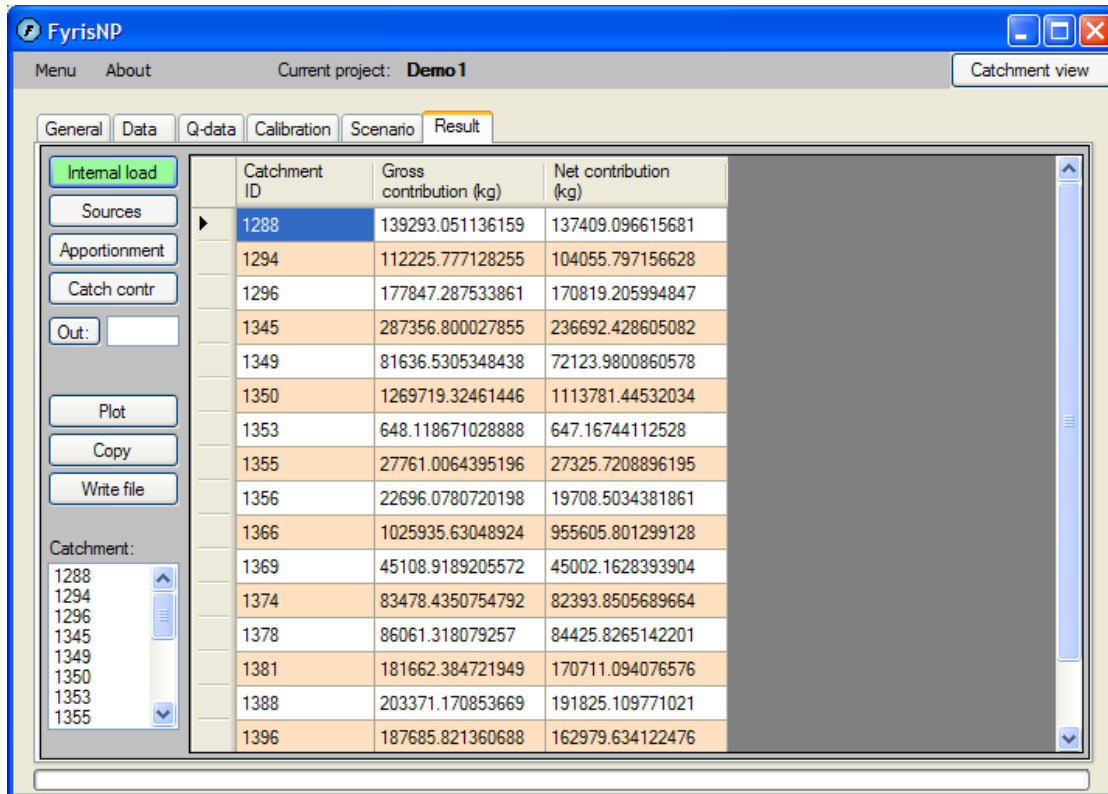 FyrisNP
Menu About Current project: Demo1 Catchment view
General Data Q-data Calibration Scenario Result
Internal load
Sources
Apportionment
Catch contr
Out:
Plot
Copy
Write file
Catchment:
1288
1294
1296
1345
1349
1350
1353
1355
Catchment ID Gross contribution (kg) Net contribution (kg)
1288 139293.051136159 137409.096615681
1294 112225.777128255 104055.797156628
1296 177847.287533861 170819.205994847
1345 287356.800027855 236692.428605082
1349 81636.5305348438 72123.9800860578
1350 1269719.32461446 1113781.44532034
1353 648.118671028888 647.16744112528
1355 27761.0064395196 27325.7208896195
1356 22696.0780720198 19708.5034381861
1366 1025935.63048924 955605.801299128
1369 45108.9189205572 45002.1628393904
1374 83478.4350754792 82393.8505689664
1378 86061.318079257 84425.8265142201
1381 181662.384721949 170711.094076576
1388 203371.170853669 191825.109771021
1396 187685.821360688 162979.634122476